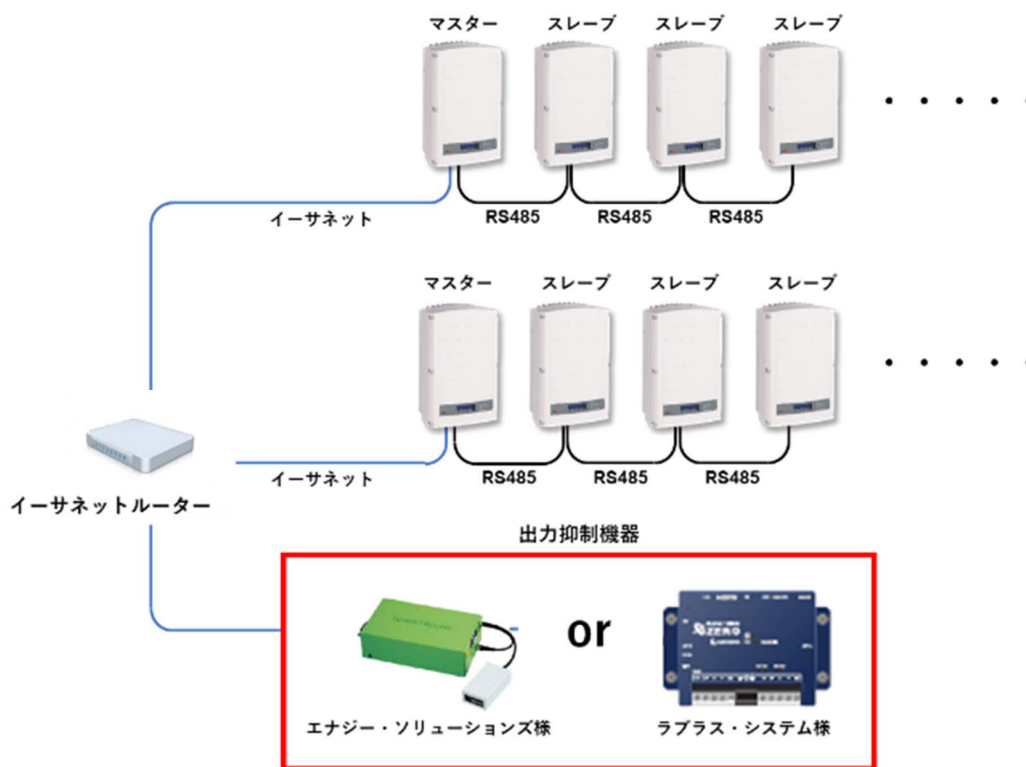 マスター スレーブ スレーブ スレーブ
・・・・・
イーサネット RS485 RS485 RS485
マスター スレーブ スレーブ スレーブ
・・・・・
イーサネット RS485 RS485 RS485
イーサネットルーター
出力抑制機器
or
ZERO
エナジー・ソリューションズ様 ラプラス・システム様